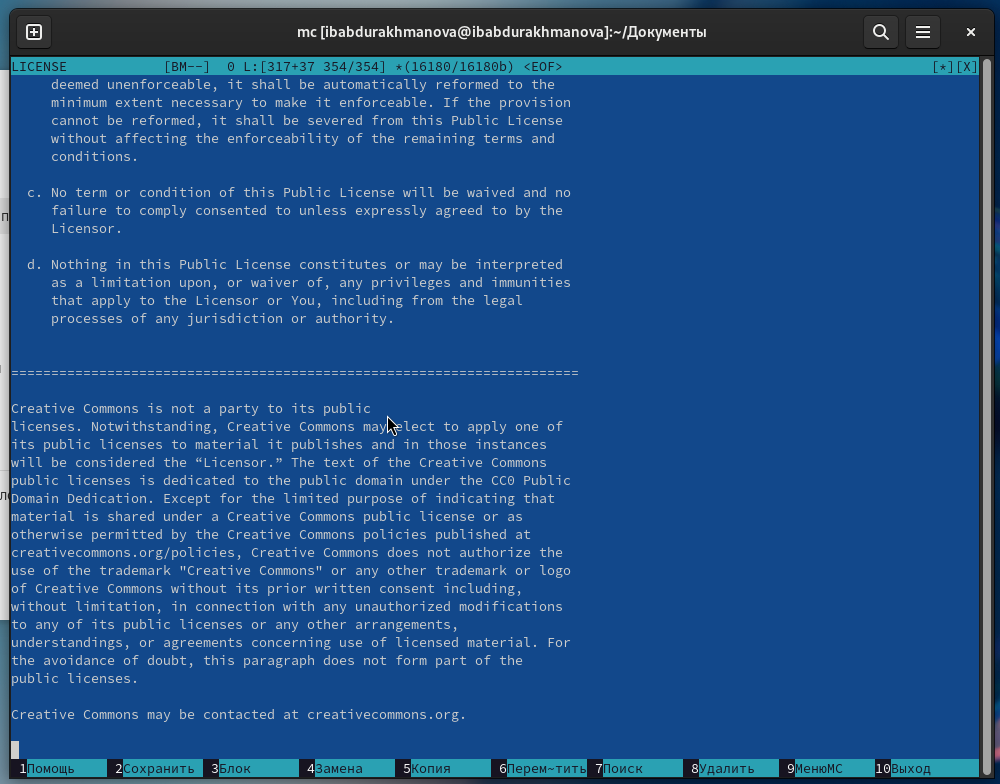 mc [ibabdurakhmanova@ibabdurakhmanova]:~/Документы
LICENSE [BM--] 0 L:[317+37 354/354] *(16180/16180b) <EOF> [*][X]
deemed unenforceable, it shall be automatically reformed to the
minimum extent necessary to make it enforceable. If the provision
cannot be reformed, it shall be severed from this Public License
without affecting the enforceability of the remaining terms and
conditions.
c. No term or condition of this Public License will be waived and no
failure to comply consented to unless expressly agreed to by the
Licensor.
d. Nothing in this Public License constitutes or may be interpreted
as a limitation upon, or waiver of, any privileges and immunities
that apply to the Licensor or You, including from the legal
processes of any jurisdiction or authority.
=======================================================================
Creative Commons is not a party to its public
licenses. Notwithstanding, Creative Commons may elect to apply one of
its public licenses to material it publishes and in those instances
will be considered the “Licensor.” The text of the Creative Commons
public licenses is dedicated to the public domain under the CC0 Public
Domain Dedication. Except for the limited purpose of indicating that
material is shared under a Creative Commons public license or as
otherwise permitted by the Creative Commons policies published at
creativecommons.org/policies, Creative Commons does not authorize the
use of the trademark "Creative Commons" or any other trademark or logo
of Creative Commons without its prior written consent including,
without limitation, in connection with any unauthorized modifications
to any of its public licenses or any other arrangements,
understandings, or agreements concerning use of licensed material. For
the avoidance of doubt, this paragraph does not form part of the
public licenses.
Creative Commons may be contacted at creativecommons.org.
1Помощь 2Сохранить 3Блок 4Замена 5Копия 6Перем~тить 7Поиск 8Удалить 9МенюMC 10Выход